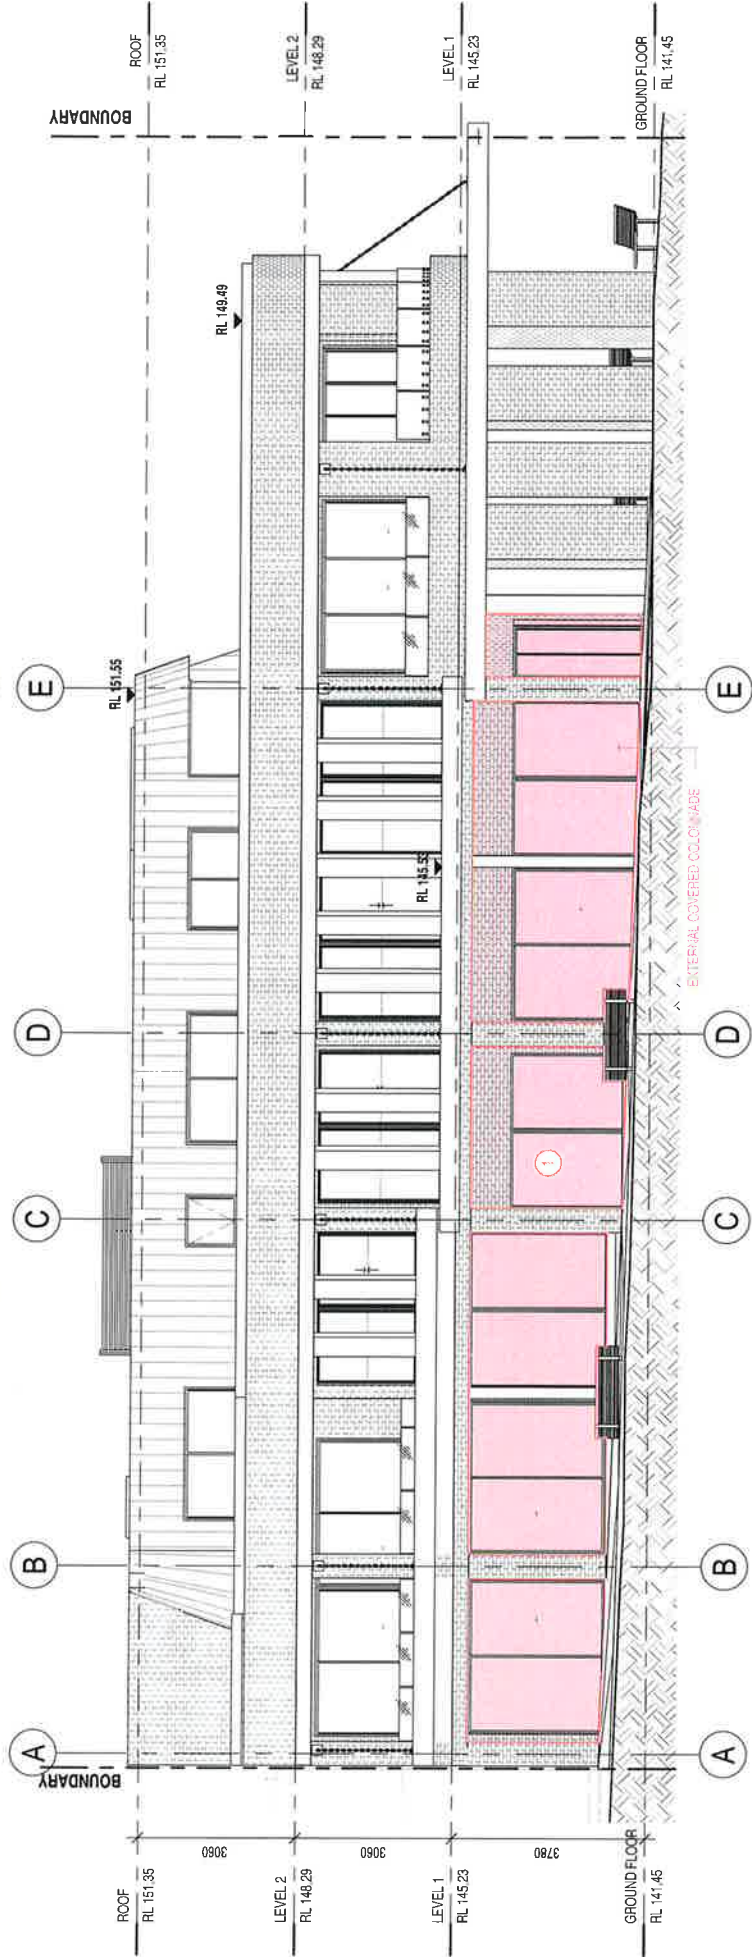 ROOF
RL 151.35
LEVEL 2
RL 148.29
LEVEL 1
RL 145.23
GROUND FLOOR
RL 141.45
BOUNDARY
RL 149.49
E
RL 151.55
E
RL 145.53
EXTERNAL COVERED COLONNADE
D
D
1
C
C
B
B
A
A
BOUNDARY
3060
3060
3780
ROOF
RL 151.35
LEVEL 2
RL 148.29
LEVEL 1
RL 145.23
GROUND FLOOR
RL 141.45